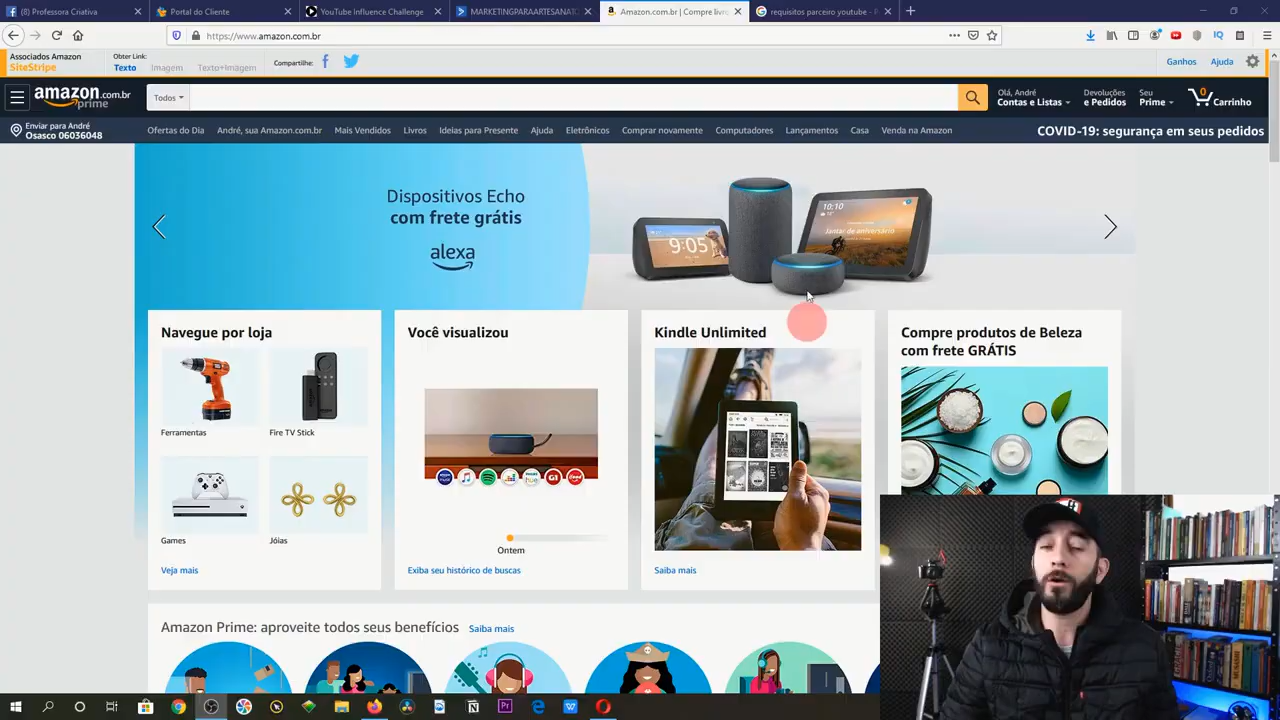 (8) Professora Criativa
Portal do Cliente
YouTube Influence Challenge
MARKETINGPARAARTESANATO
Amazon.com.br | Compre livro
requisitos parceiro youtube - P
https://www.amazon.com.br
Associados Amazon
SiteStripe
Obter Link:
Texto
Imagem
Texto+Imagem
Compartilhe:
Ganhos
Ajuda
amazon.com.br
prime
Todos
Olá, André
Contas e Listas
Devoluções
e Pedidos
Seu
Prime
0
Carrinho
Enviar para André
Osasco 06036048
Ofertas do Dia
André, sua Amazon.com.br
Mais Vendidos
Livros
Ideias para Presente
Ajuda
Eletrônicos
Comprar novamente
Computadores
Lançamentos
Casa
Venda na Amazon
COVID-19: segurança em seus pedidos
Dispositivos Echo
com frete grátis
alexa
9:05
10:10
Jantar de aniversário
Navegue por loja
Ferramentas
Fire TV Stick
Games
Jóias
Veja mais
Você visualizou
Ontem
Exiba seu histórico de buscas
Kindle Unlimited
Saiba mais
Compre produtos de Beleza
com frete GRÁTIS
Amazon Prime: aproveite todos seus benefícios
Saiba mais